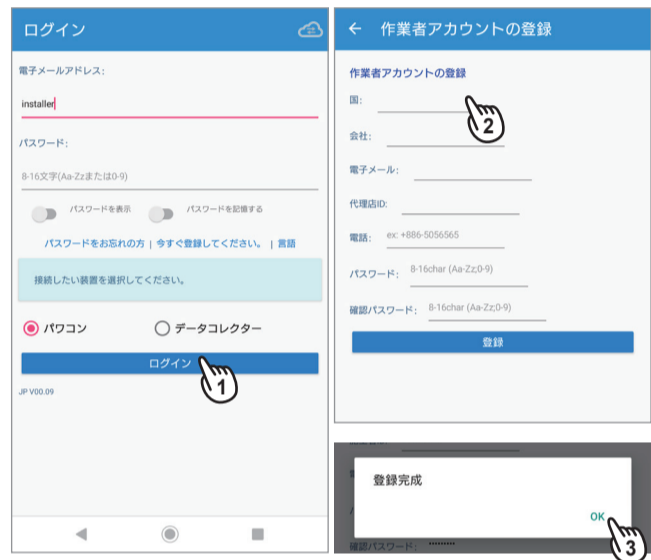 ログイン
電子メールアドレス:
installer
パスワード:
8-16文字(Aa-Zzまたは0-9)
パスワードを表示 パスワードを記憶する
パスワードをお忘れの方 | 今すぐ登録してください。 | 言語
接続したい装置を選択してください。
パワコン データコレクター
ログイン
1
JP V00.09
← 作業者アカウントの登録
作業者アカウントの登録
国:
2
会社:
電子メール:
代理店ID:
電話: ex: +886-5056565
パスワード: 8-16char (Aa-Zz;0-9)
確認パスワード: 8-16char (Aa-Zz;0-9)
登録
登録完成
OK
3
確認パスワード: •••••••••